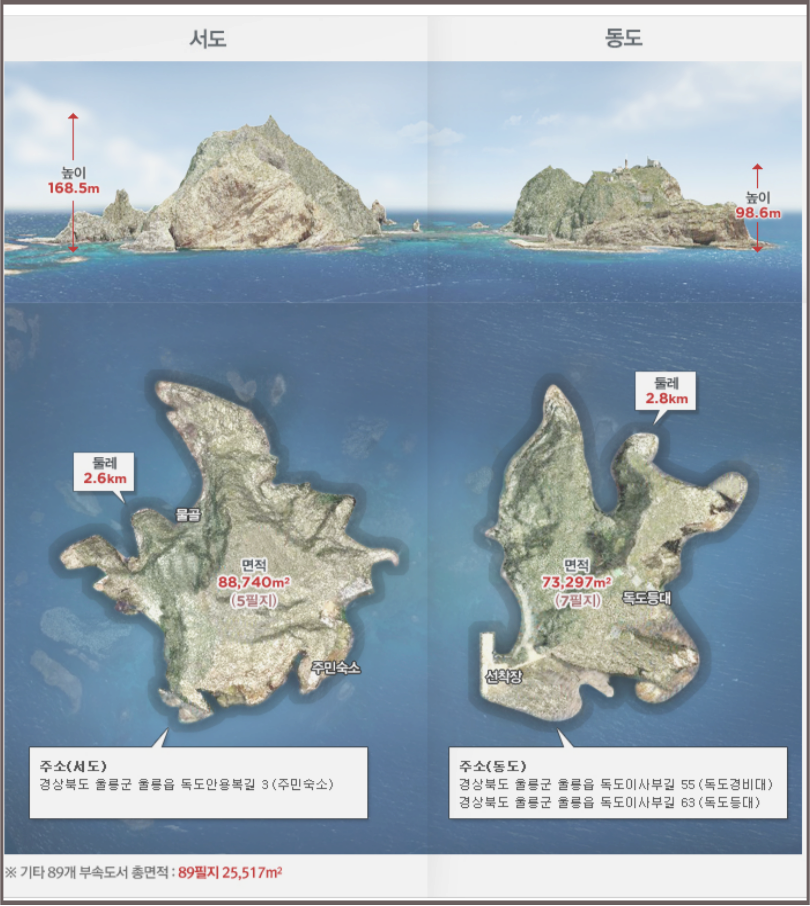 서도
동도
높이
168.5m
높이
98.6m
둘레
2.6km
둘레
2.8km
물골
면적
88,740m²
(5필지)
주민숙소
면적
73,297m²
(7필지)
독도등대
선착장
주소(서도)
경상북도 울릉군 울릉읍 독도안용복길 3(주민숙소)
주소(동도)
경상북도 울릉군 울릉읍 독도이사부길 55(독도경비대)
경상북도 울릉군 울릉읍 독도이사부길 63(독도등대)
※ 기타 89개 부속도서 총면적 : 89필지 25,517m²